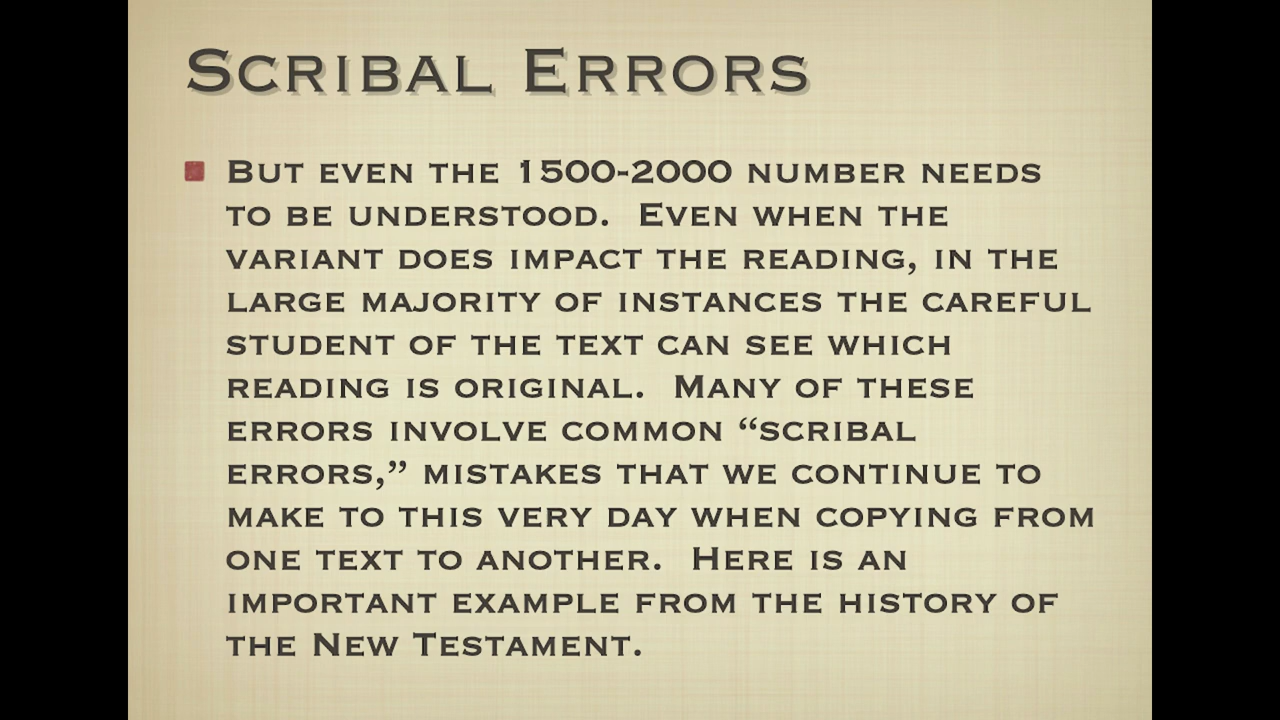 Scribal Errors
But even the 1500-2000 number needs
to be understood. Even when the
variant does impact the reading, in the
large majority of instances the careful
student of the text can see which
reading is original. Many of these
errors involve common “scribal
errors,” mistakes that we continue to
make to this very day when copying from
one text to another. Here is an
important example from the history of
the New Testament.